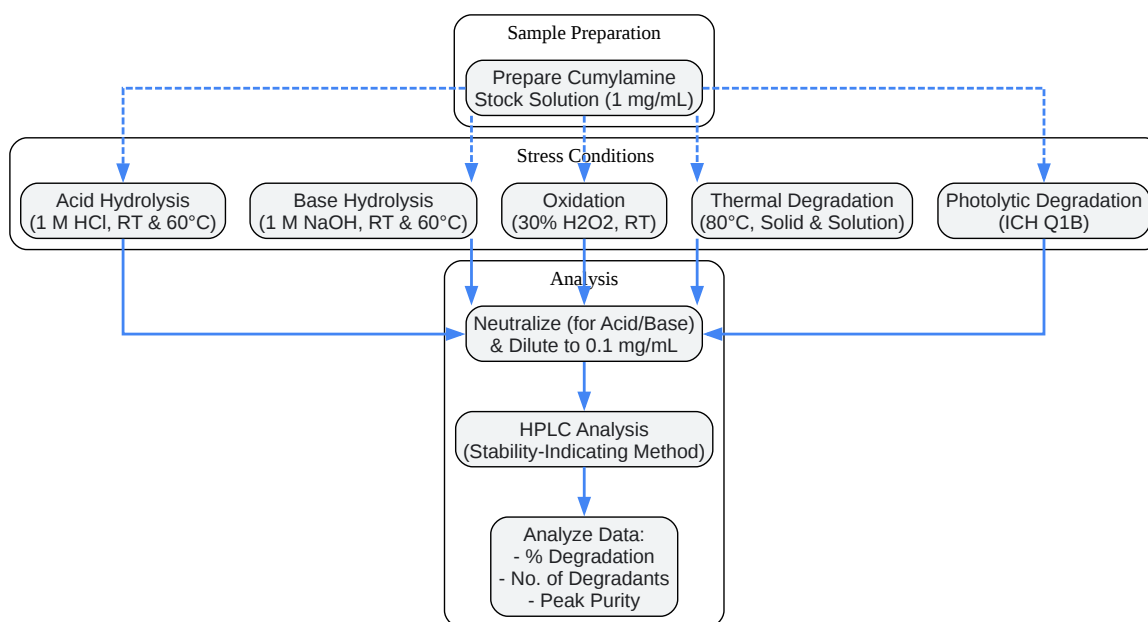 Sample Preparation
Prepare Cumylamine
Stock Solution (1 mg/mL)
Stress Conditions
Acid Hydrolysis
(1 M HCl, RT & 60°C)
Base Hydrolysis
(1 M NaOH, RT & 60°C)
Oxidation
(30% H2O2, RT)
Thermal Degradation
(80°C, Solid & Solution)
Photolytic Degradation
(ICH Q1B)
Analysis
Neutralize (for Acid/Base)
& Dilute to 0.1 mg/mL
HPLC Analysis
(Stability-Indicating Method)
Analyze Data:
- % Degradation
- No. of Degradants
- Peak Purity